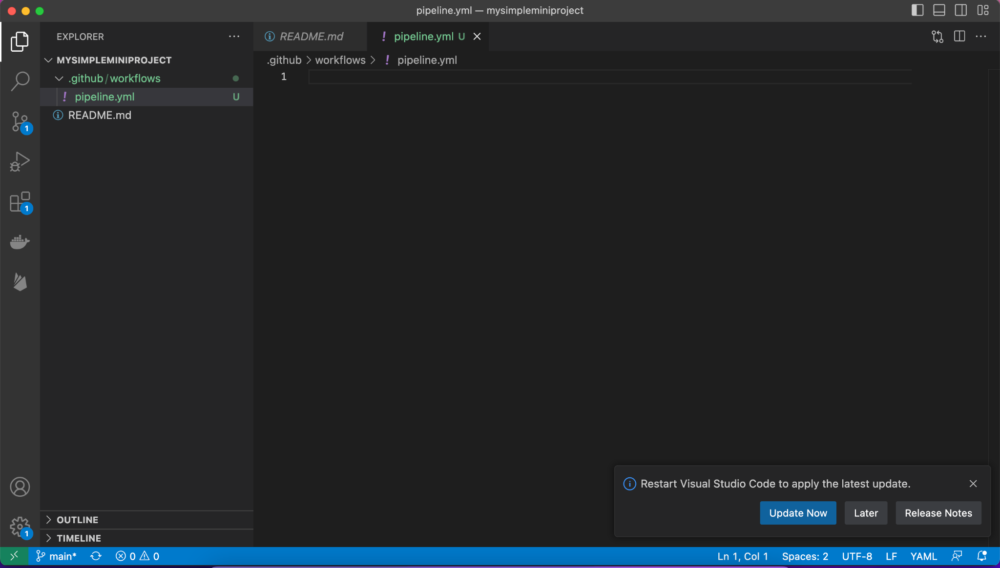 pipeline.yml — mysimpleminiproject
EXPLORER
README.md
pipeline.yml U
MYSIMPLEMINIPROJECT
.github > workflows > ! pipeline.yml
.github/workflows
1
! pipeline.yml U
README.md
1
1
Restart Visual Studio Code to apply the latest update.
Update Now
Later
Release Notes
OUTLINE
1
TIMELINE
main* 0 0
Ln 1, Col 1 Spaces: 2 UTF-8 LF YAML